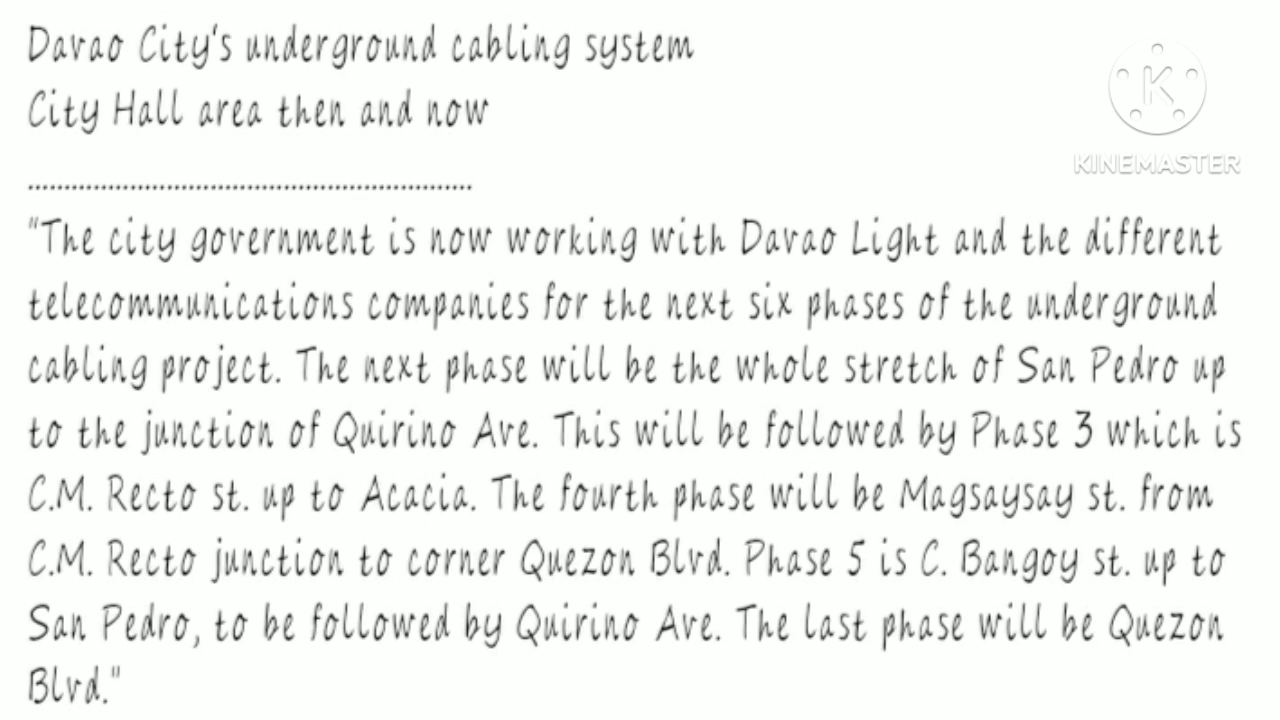 Davao City's underground cabling system
City Hall area then and now
.............................................................
"The city government is now working with Davao Light and the different
telecommunications companies for the next six phases of the underground
cabling project. The next phase will be the whole stretch of San Pedro up
to the junction of Quirino Ave. This will be followed by Phase 3 which is
C.M. Recto st. up to Acacia. The fourth phase will be Magsaysay st. from
C.M. Recto junction to corner Quezon Blvd. Phase 5 is C. Bangoy st. up to
San Pedro, to be followed by Quirino Ave. The last phase will be Quezon
Blvd."
K
KINEMASTER